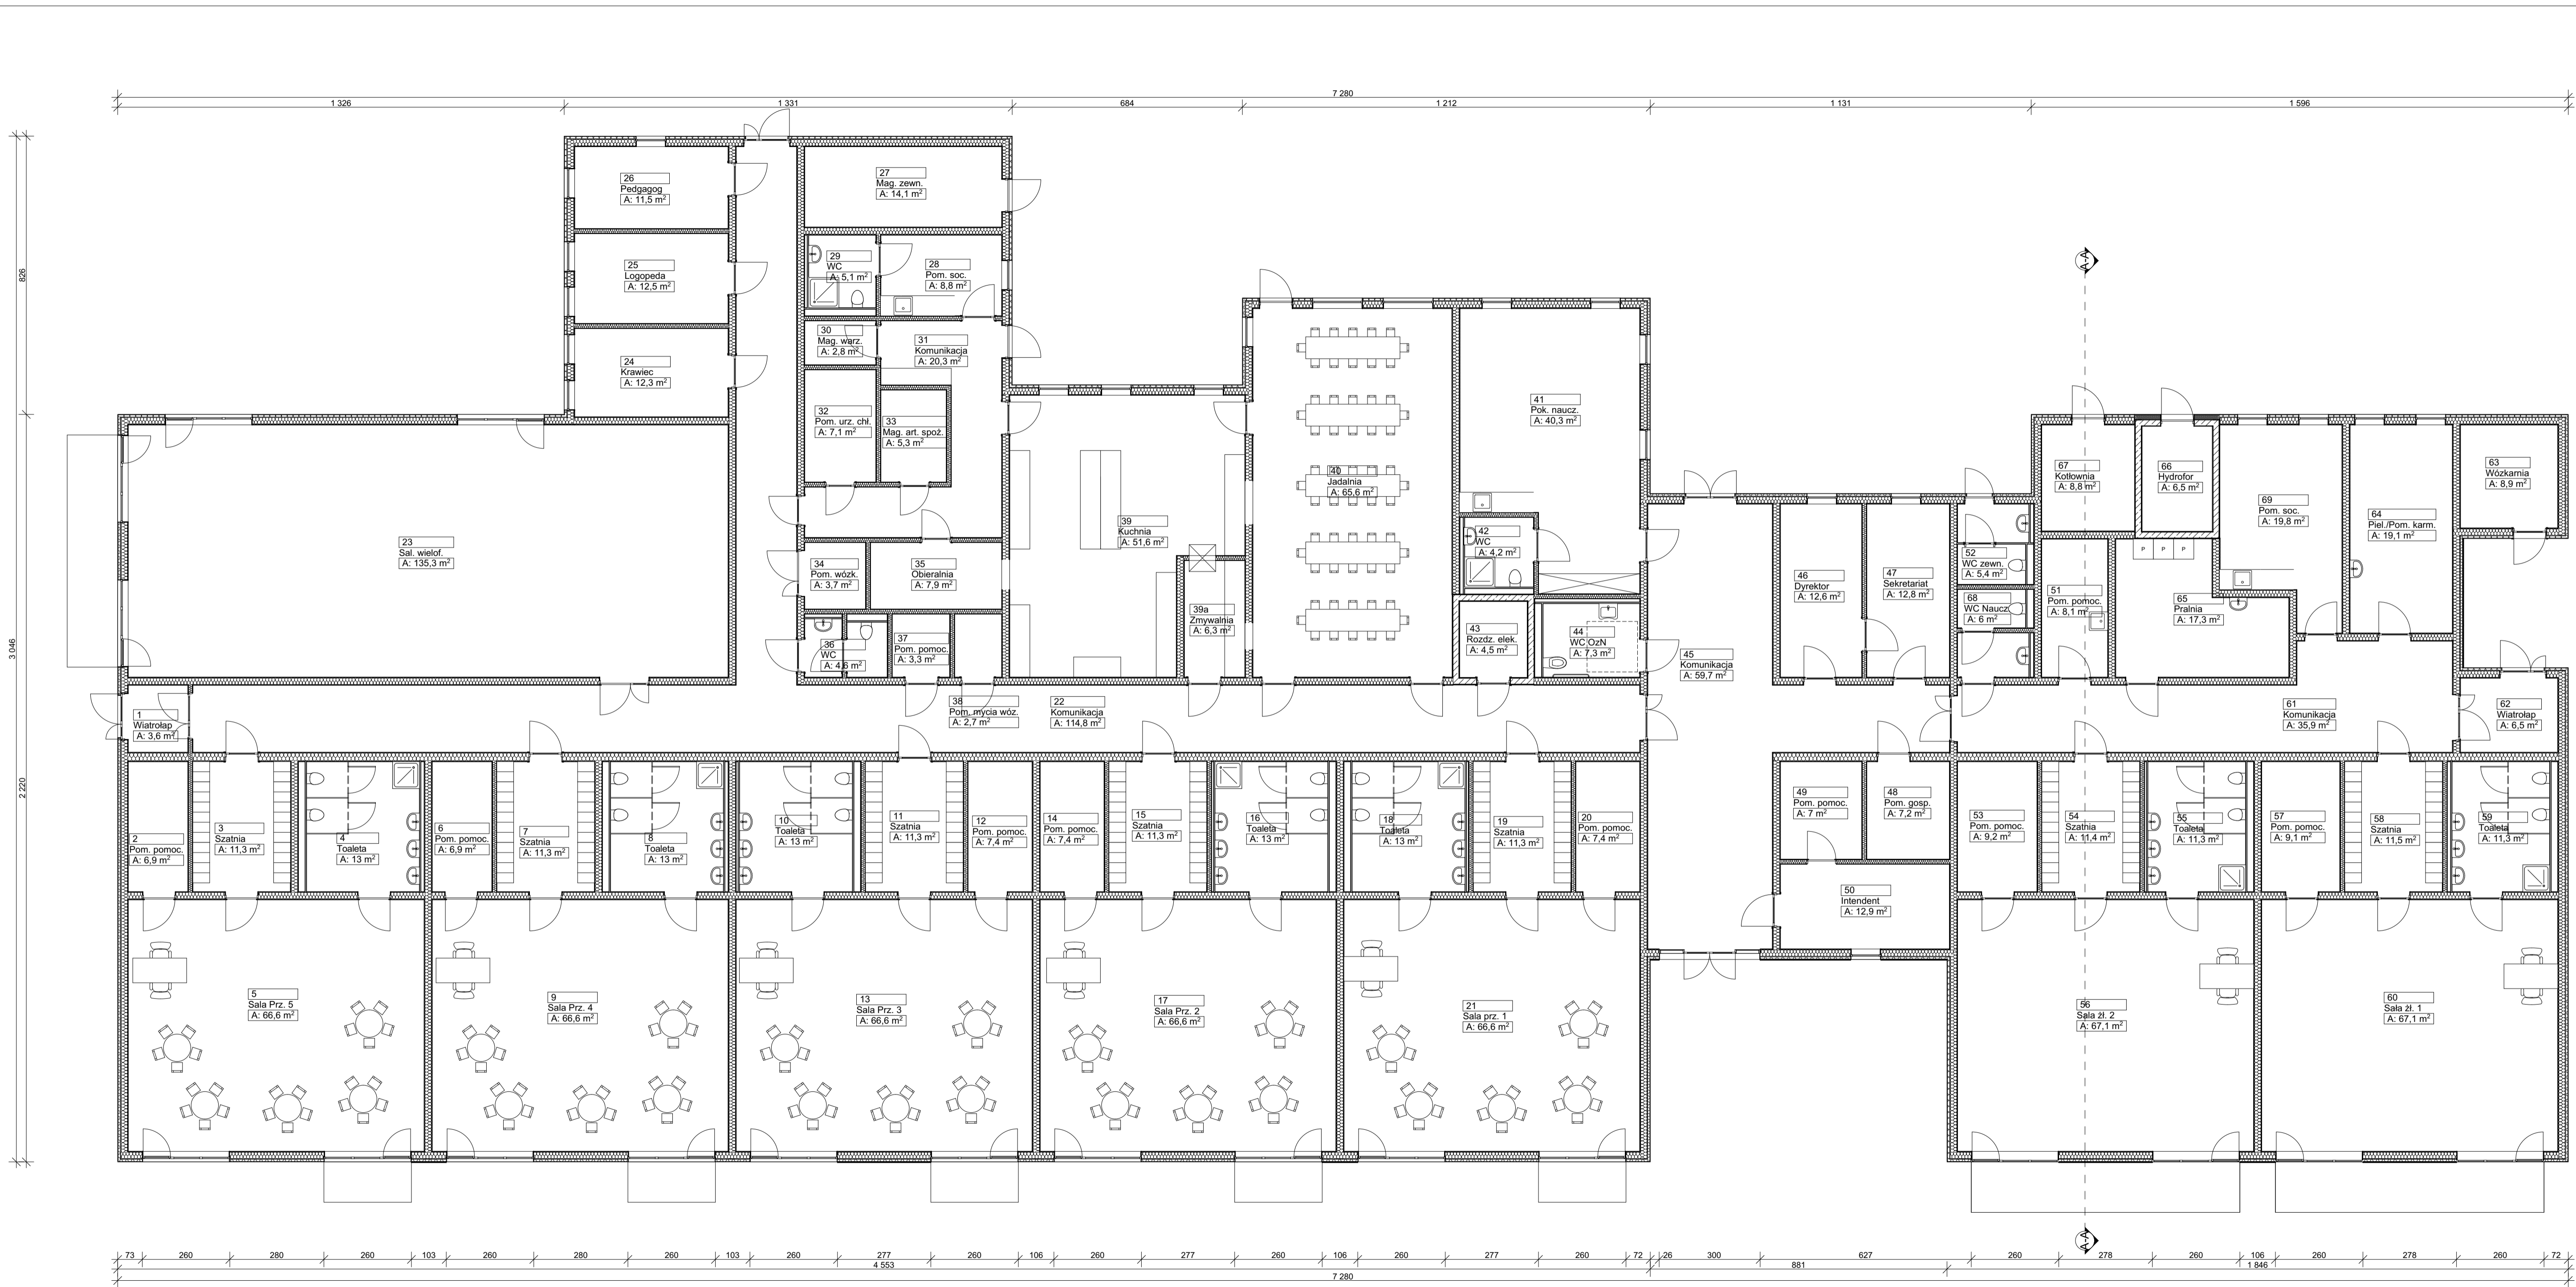 7 280
1 326
1 331
684
1 212
1 131
1 596
3 046
826
2 220
26
Pedgagog
A: 11,5 m²
27
Mag. zewn.
A: 14,1 m²
25
Logopeda
A: 12,5 m²
29
WC
A: 5,1 m²
28
Pom. soc.
A: 8,8 m²
A-A
24
Krawiec
A: 12,3 m²
30
Mag. warz.
A: 2,8 m²
31
Komunikacja
A: 20,3 m²
32
Pom. urz. chł.
A: 7,1 m²
33
Mag. art. spoż.
A: 5,3 m²
41
Pok. naucz.
A: 40,3 m²
40
Jadalnia
A: 65,6 m²
67
Kotłownia
A: 8,8 m²
66
Hydrofor
A: 6,5 m²
63
Wózkarnia
A: 8,9 m²
69
Pom. soc.
A: 19,8 m²
64
Piel./Pom. karm.
A: 19,1 m²
23
Sal. wielof.
A: 135,3 m²
39
Kuchnia
A: 51,6 m²
42
WC
A: 4,2 m²
34
Pom. wózk.
A: 3,7 m²
35
Obieralnia
A: 7,9 m²
46
Dyrektor
A: 12,6 m²
47
Sekretariat
A: 12,8 m²
52
WC zewn.
A: 5,4 m²
P P P
51
Pom. pomoc.
A: 8,1 m²
68
WC Naucz.
A: 6 m²
65
Pralnia
A: 17,3 m²
39a
Zmywalnia
A: 6,3 m²
43
Rozdz. elek.
A: 4,5 m²
44
WC OzN
A: 7,3 m²
36
WC
A: 4,6 m²
37
Pom. pomoc.
A: 3,3 m²
45
Komunikacja
A: 59,7 m²
38
Pom. mycia wóz.
A: 2,7 m²
22
Komunikacja
A: 114,8 m²
1
Wiatrołap
A: 3,6 m²
61
Komunikacja
A: 35,9 m²
62
Wiatrołap
A: 6,5 m²
2
Pom. pomoc.
A: 6,9 m²
3
Szatnia
A: 11,3 m²
4
Toaleta
A: 13 m²
6
Pom. pomoc.
A: 6,9 m²
7
Szatnia
A: 11,3 m²
8
Toaleta
A: 13 m²
10
Toaleta
A: 13 m²
11
Szatnia
A: 11,3 m²
12
Pom. pomoc.
A: 7,4 m²
14
Pom. pomoc.
A: 7,4 m²
15
Szatnia
A: 11,3 m²
16
Toaleta
A: 13 m²
18
Toaleta
A: 13 m²
19
Szatnia
A: 11,3 m²
20
Pom. pomoc.
A: 7,4 m²
49
Pom. pomoc.
A: 7 m²
48
Pom. gosp.
A: 7,2 m²
53
Pom. pomoc.
A: 9,2 m²
54
Szatnia
A: 11,4 m²
55
Toaleta
A: 11,3 m²
57
Pom. pomoc.
A: 9,1 m²
58
Szatnia
A: 11,5 m²
59
Toaleta
A: 11,3 m²
50
Intendent
A: 12,9 m²
5
Sala Prz. 5
A: 66,6 m²
9
Sala Prz. 4
A: 66,6 m²
13
Sala Prz. 3
A: 66,6 m²
17
Sala Prz. 2
A: 66,6 m²
21
Sala prz. 1
A: 66,6 m²
56
Sala żł. 2
A: 67,1 m²
60
Sala żł. 1
A: 67,1 m²
A-A
73 260 280 260 103 260 280 260 103 260 277 260 106 260 277 260 106 260 277 260 72 26 300 627 260 278 260 106 260 278 260 72
4 553 881 1 846
7 280